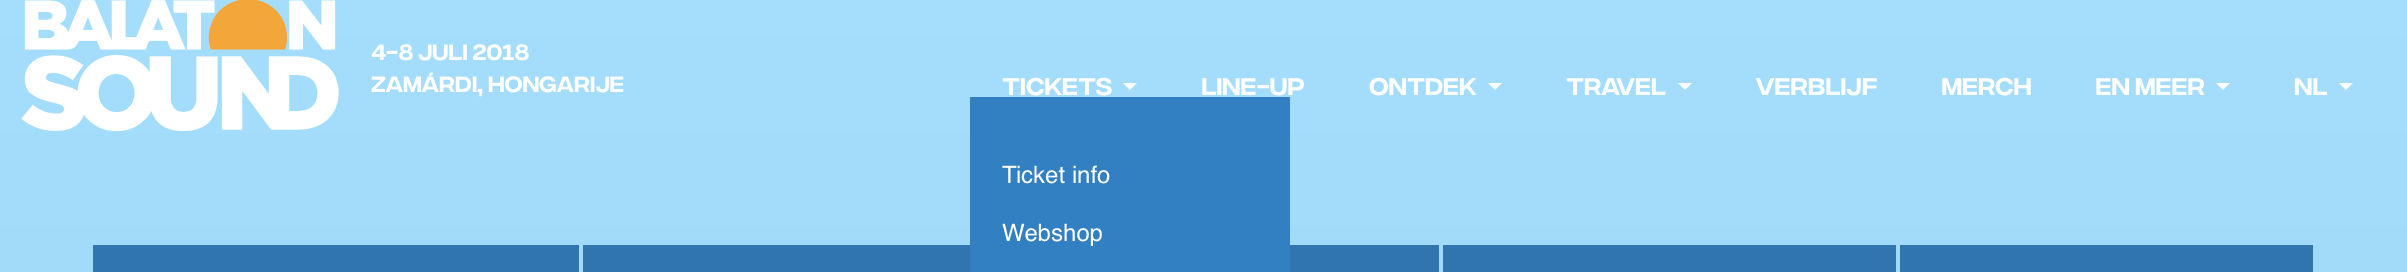 BALATON
SOUND
4-8 JULI 2018
ZAMÁRDI, HONGARIJE
TICKETS LINE-UP ONTDEK TRAVEL VERBLIJF MERCH EN MEER NL
Ticket info
Webshop